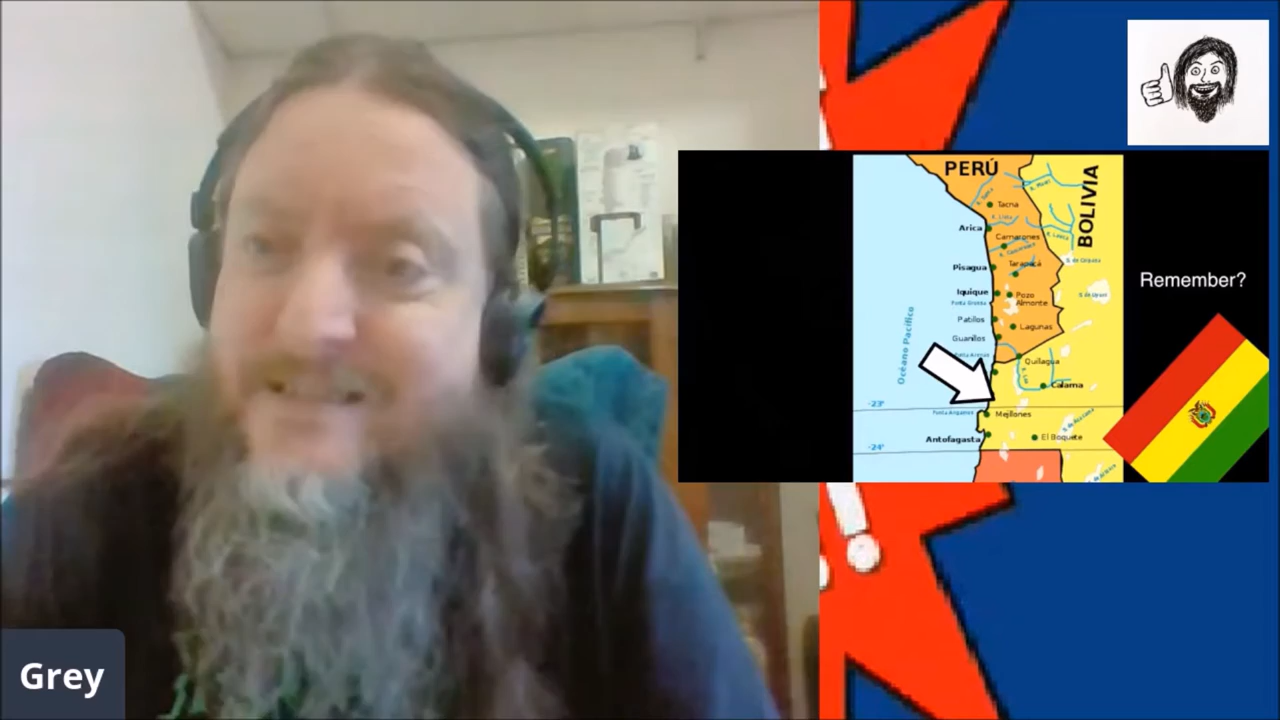 PERÚ
BOLIVIA
Tacna
Arica
Camarones
Pisagua
Tarapacá
Iquique
Pozo
Almonte
Remember?
Patillos
Lagunas
Guanillos
Océano Pacífico
Quillagua
Calama
-23°
Mejillones
Antofagasta
El Boquete
-24°
Grey